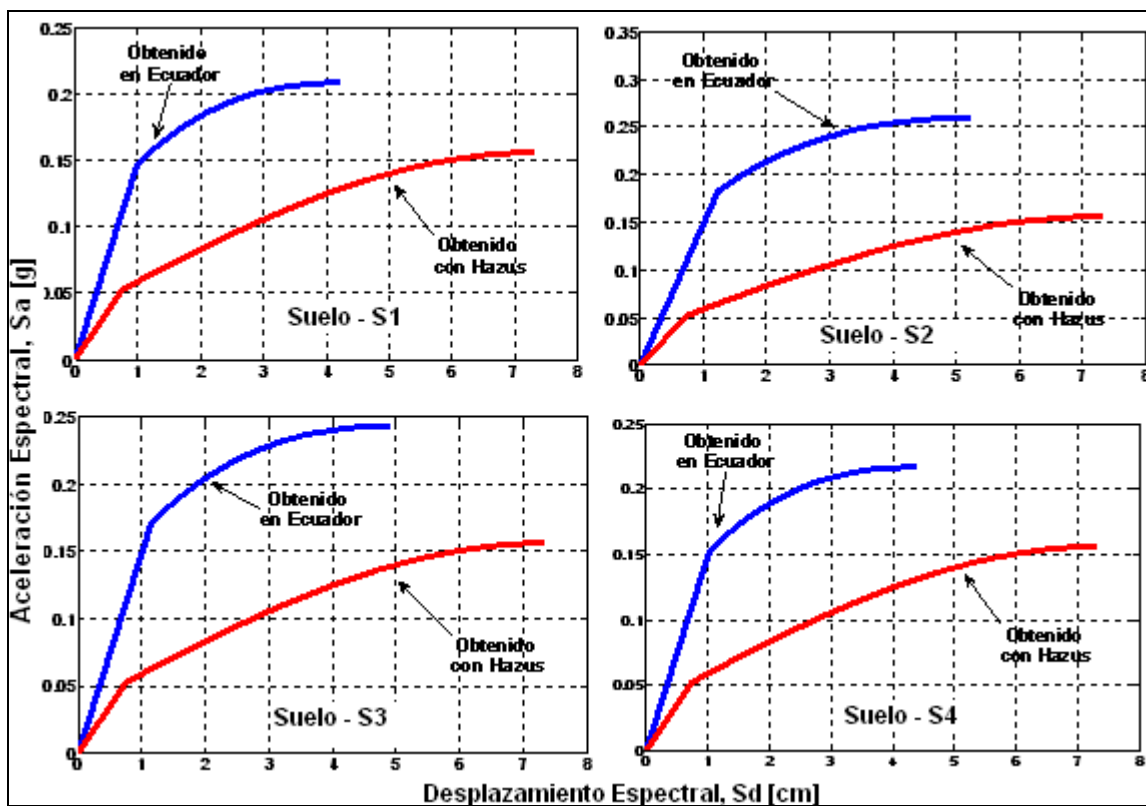 Aceleración Espectral, Sa [g]
0.25
0.2
0.15
0.1
0.05
0
Obtenido
en Ecuador
Obtenido
con Hazus
Suelo - S1
0 1 2 3 4 5 6 7 8
0.35
0.3
0.25
0.2
0.15
0.1
0.05
0
Obtenido
en Ecuador
Obtenido
con Hazus
Suelo - S2
0 1 2 3 4 5 6 7 8
0.25
0.2
0.15
0.1
0.05
0
Obtenido
en Ecuador
Obtenido
con Hazus
Suelo - S3
0 1 2 3 4 5 6 7 8
0.25
0.2
0.15
0.1
0.05
0
Obtenido
en Ecuador
Obtenido
con Hazus
Suelo - S4
0 1 2 3 4 5 6 7 8
Desplazamiento Espectral, Sd [cm]